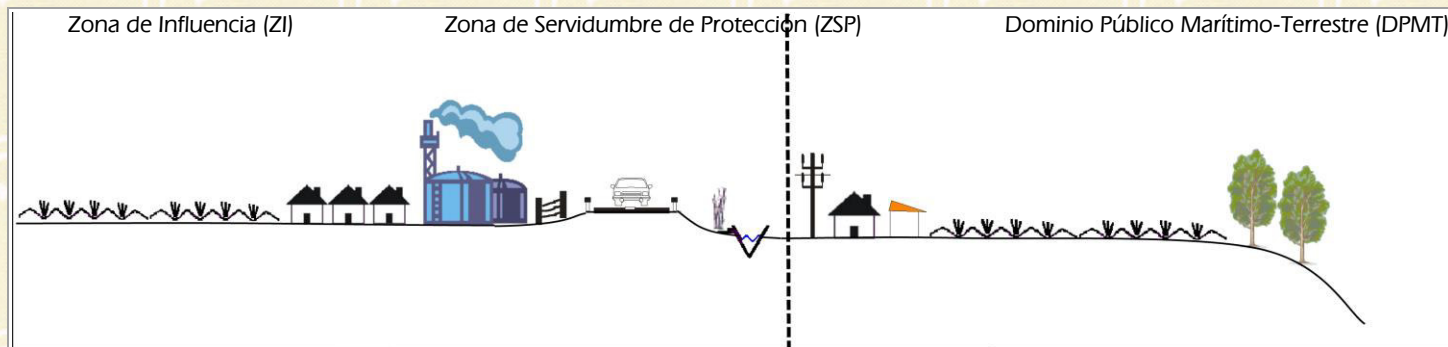 Zona de Influencia (ZI) Zona de Servidumbre de Protección (ZSP) Dominio Público Marítimo-Terrestre (DPMT)